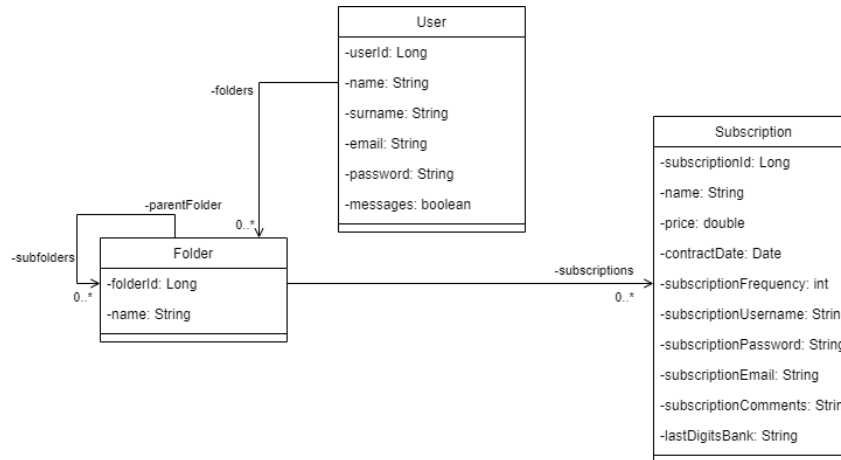 User
-userId: Long
-name: String
-surname: String
-email: String
-password: String
-messages: boolean
-folders
0..*
-parentFolder
-subfolders
0..*
Folder
-folderId: Long
-name: String
-subscriptions
0..*
Subscription
-subscriptionId: Long
-name: String
-price: double
-contractDate: Date
-subscriptionFrequency: int
-subscriptionUsername: Strin
-subscriptionPassword: String
-subscriptionEmail: String
-subscriptionComments: Strin
-lastDigitsBank: String